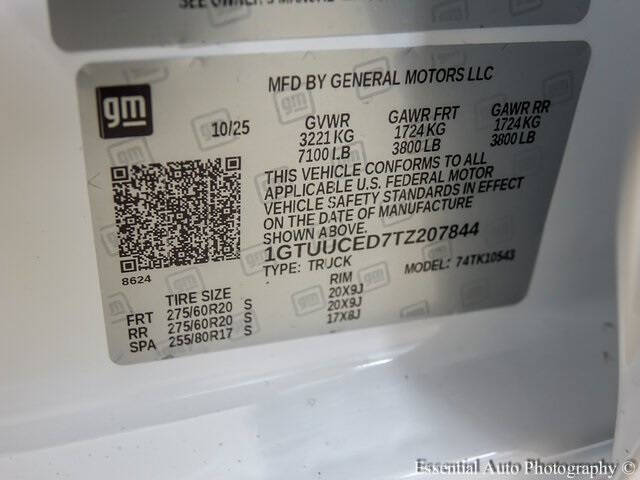 MFD BY GENERAL MOTORS LLC
gm
10/25 GVWR GAWR FRT GAWR RR
3221 KG 1724 KG 1724 KG
7100 LB 3800 LB 3800 LB
THIS VEHICLE CONFORMS TO ALL
APPLICABLE U.S. FEDERAL MOTOR
VEHICLE SAFETY STANDARDS IN EFFECT
ON THE DATE OF MANUFACTURE
SHOWN ABOVE.
1GTUUCED7TZ207844
TYPE: TRUCK MODEL: 74TK10543
8624
TIRE SIZE RIM
FRT 275/60R20 S 20X9J
RR 275/60R20 S 20X9J
SPA 255/80R17 S 17X8J
Essential Auto Photography ©